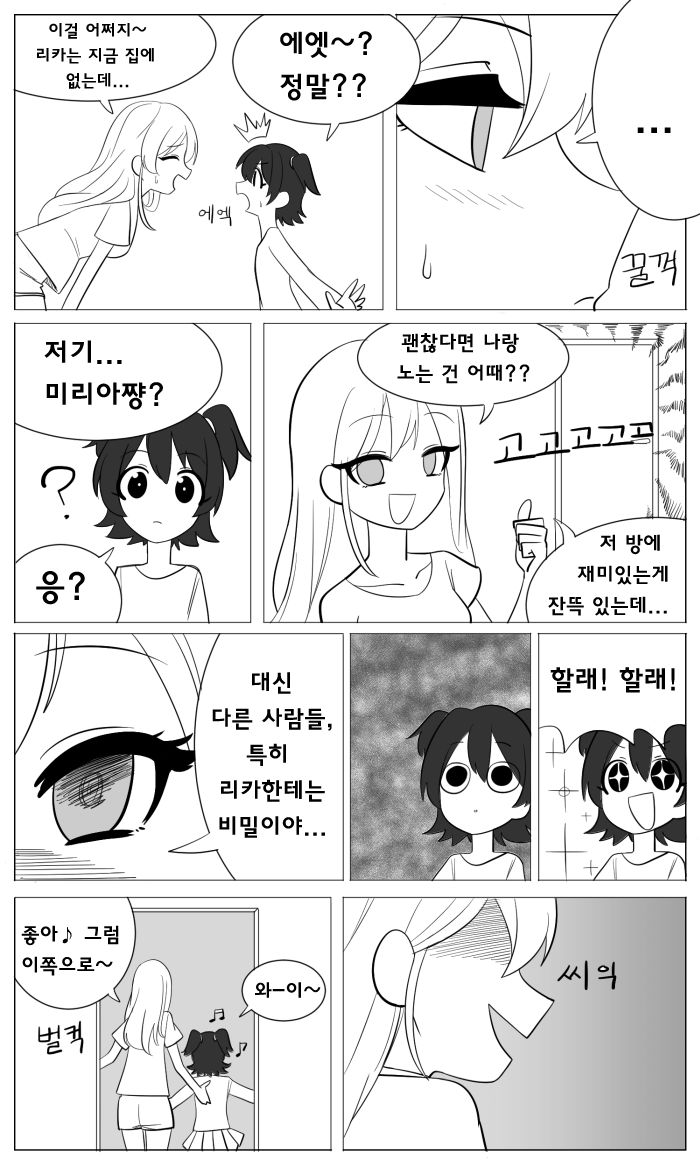 이걸 어쩌지~
리카는 지금 집에
없는데...
에엣~?
정말??
에엑
...
꿀꺽
저기...
미리아쨩?
?
응?
괜찮다면 나랑
노는 건 어때??
고고고고고
저 방에
재미있는게
잔뜩 있는데...
대신
다른 사람들,
특히
리카한테는
비밀이야...
할래! 할래!
좋아♪ 그럼
이쪽으로~
벌컥
와-이~
씨익